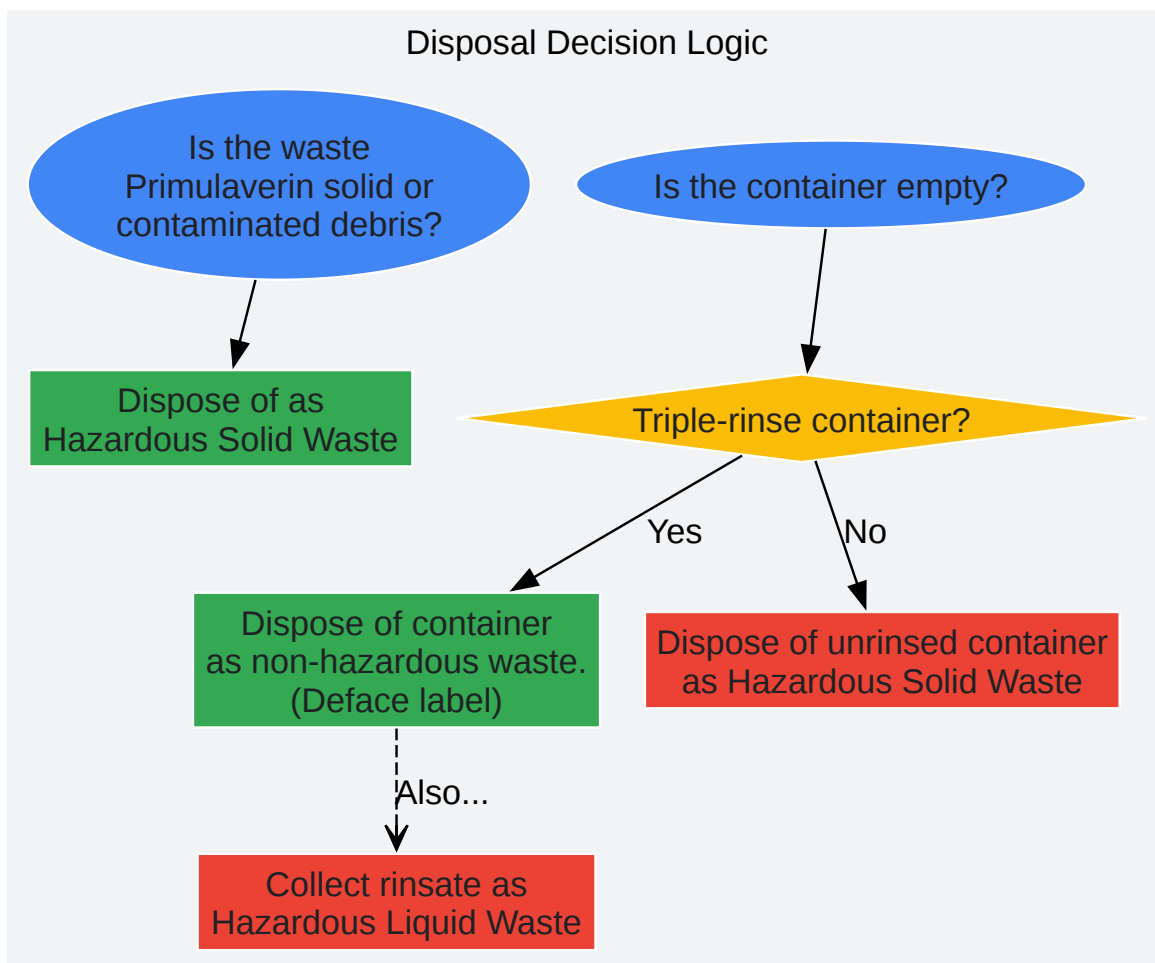 Disposal Decision Logic
Is the waste
Primulaverin solid or
contaminated debris?
Is the container empty?
Dispose of as
Hazardous Solid Waste
Triple-rinse container?
Yes
No
Dispose of container
as non-hazardous waste.
(Deface label)
Dispose of unrinsed container
as Hazardous Solid Waste
Also...
Collect rinsate as
Hazardous Liquid Waste